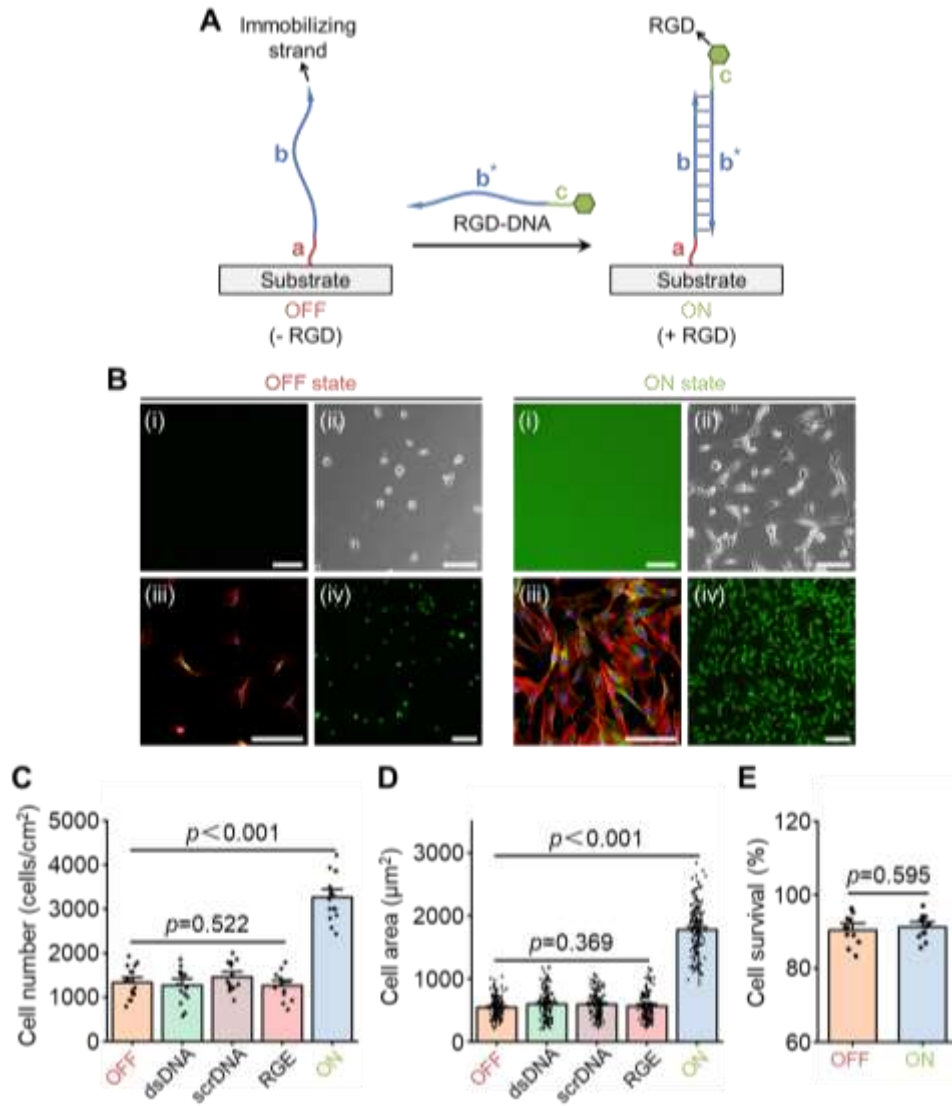 A
Immobilizing
strand
RGD
c
b
b*
c
b
b*
RGD-DNA
a
a
Substrate
Substrate
OFF
ON
(- RGD)
(+ RGD)
B
OFF state
ON state
(i)
(ii)
(i)
(ii)
(iii)
(iv)
(iii)
(iv)
C
Cell number (cells/cm²)
5000
4000
3000
2000
1000
0
p<0.001
p=0.522
OFF
dsDNA
scrDNA
RGE
ON
D
Cell area (µm²)
3000
2000
1000
0
p<0.001
p=0.369
OFF
dsDNA
scrDNA
RGE
ON
E
Cell survival (%)
120
100
80
60
p=0.595
OFF
ON